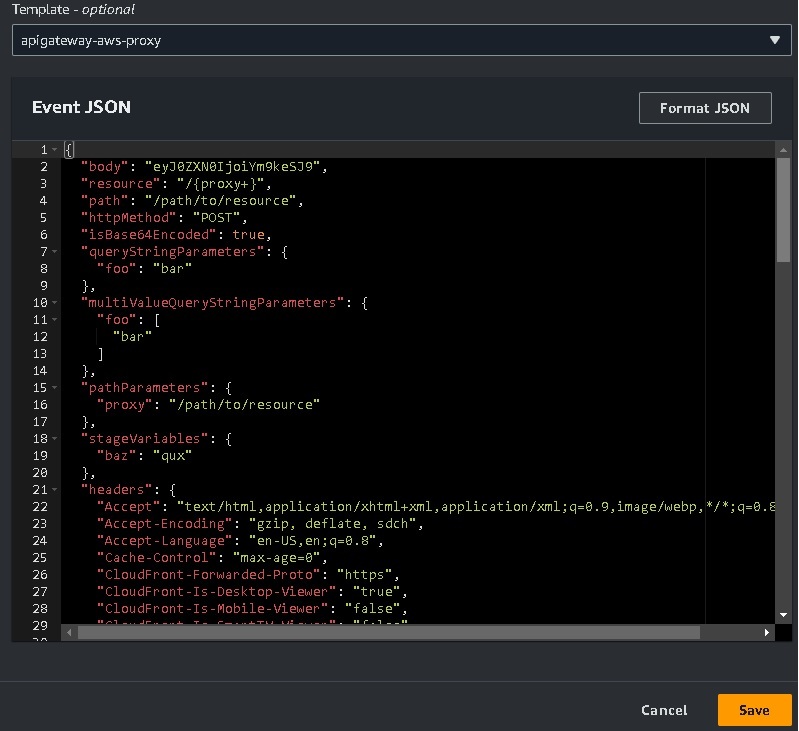 Template - optional
apigateway-aws-proxy
Event JSON
Format JSON
1 {
2 "body": "eyJ0ZXN0IjoiYm9keSJ9",
3 "resource": "/{proxy+}",
4 "path": "/path/to/resource",
5 "httpMethod": "POST",
6 "isBase64Encoded": true,
7 "queryStringParameters": {
8 "foo": "bar"
9 },
10 "multiValueQueryStringParameters": {
11 "foo": [
12 "bar"
13 ]
14 },
15 "pathParameters": {
16 "proxy": "/path/to/resource"
17 },
18 "stageVariables": {
19 "baz": "qux"
20 },
21 "headers": {
22 "Accept": "text/html,application/xhtml+xml,application/xml;q=0.9,image/webp,*/*;q=0.8
23 "Accept-Encoding": "gzip, deflate, sdch",
24 "Accept-Language": "en-US,en;q=0.8",
25 "Cache-Control": "max-age=0",
26 "CloudFront-Forwarded-Proto": "https",
27 "CloudFront-Is-Desktop-Viewer": "true",
28 "CloudFront-Is-Mobile-Viewer": "false",
29 "CloudFront-Is-SmartTV-Viewer": "false"
Cancel
Save